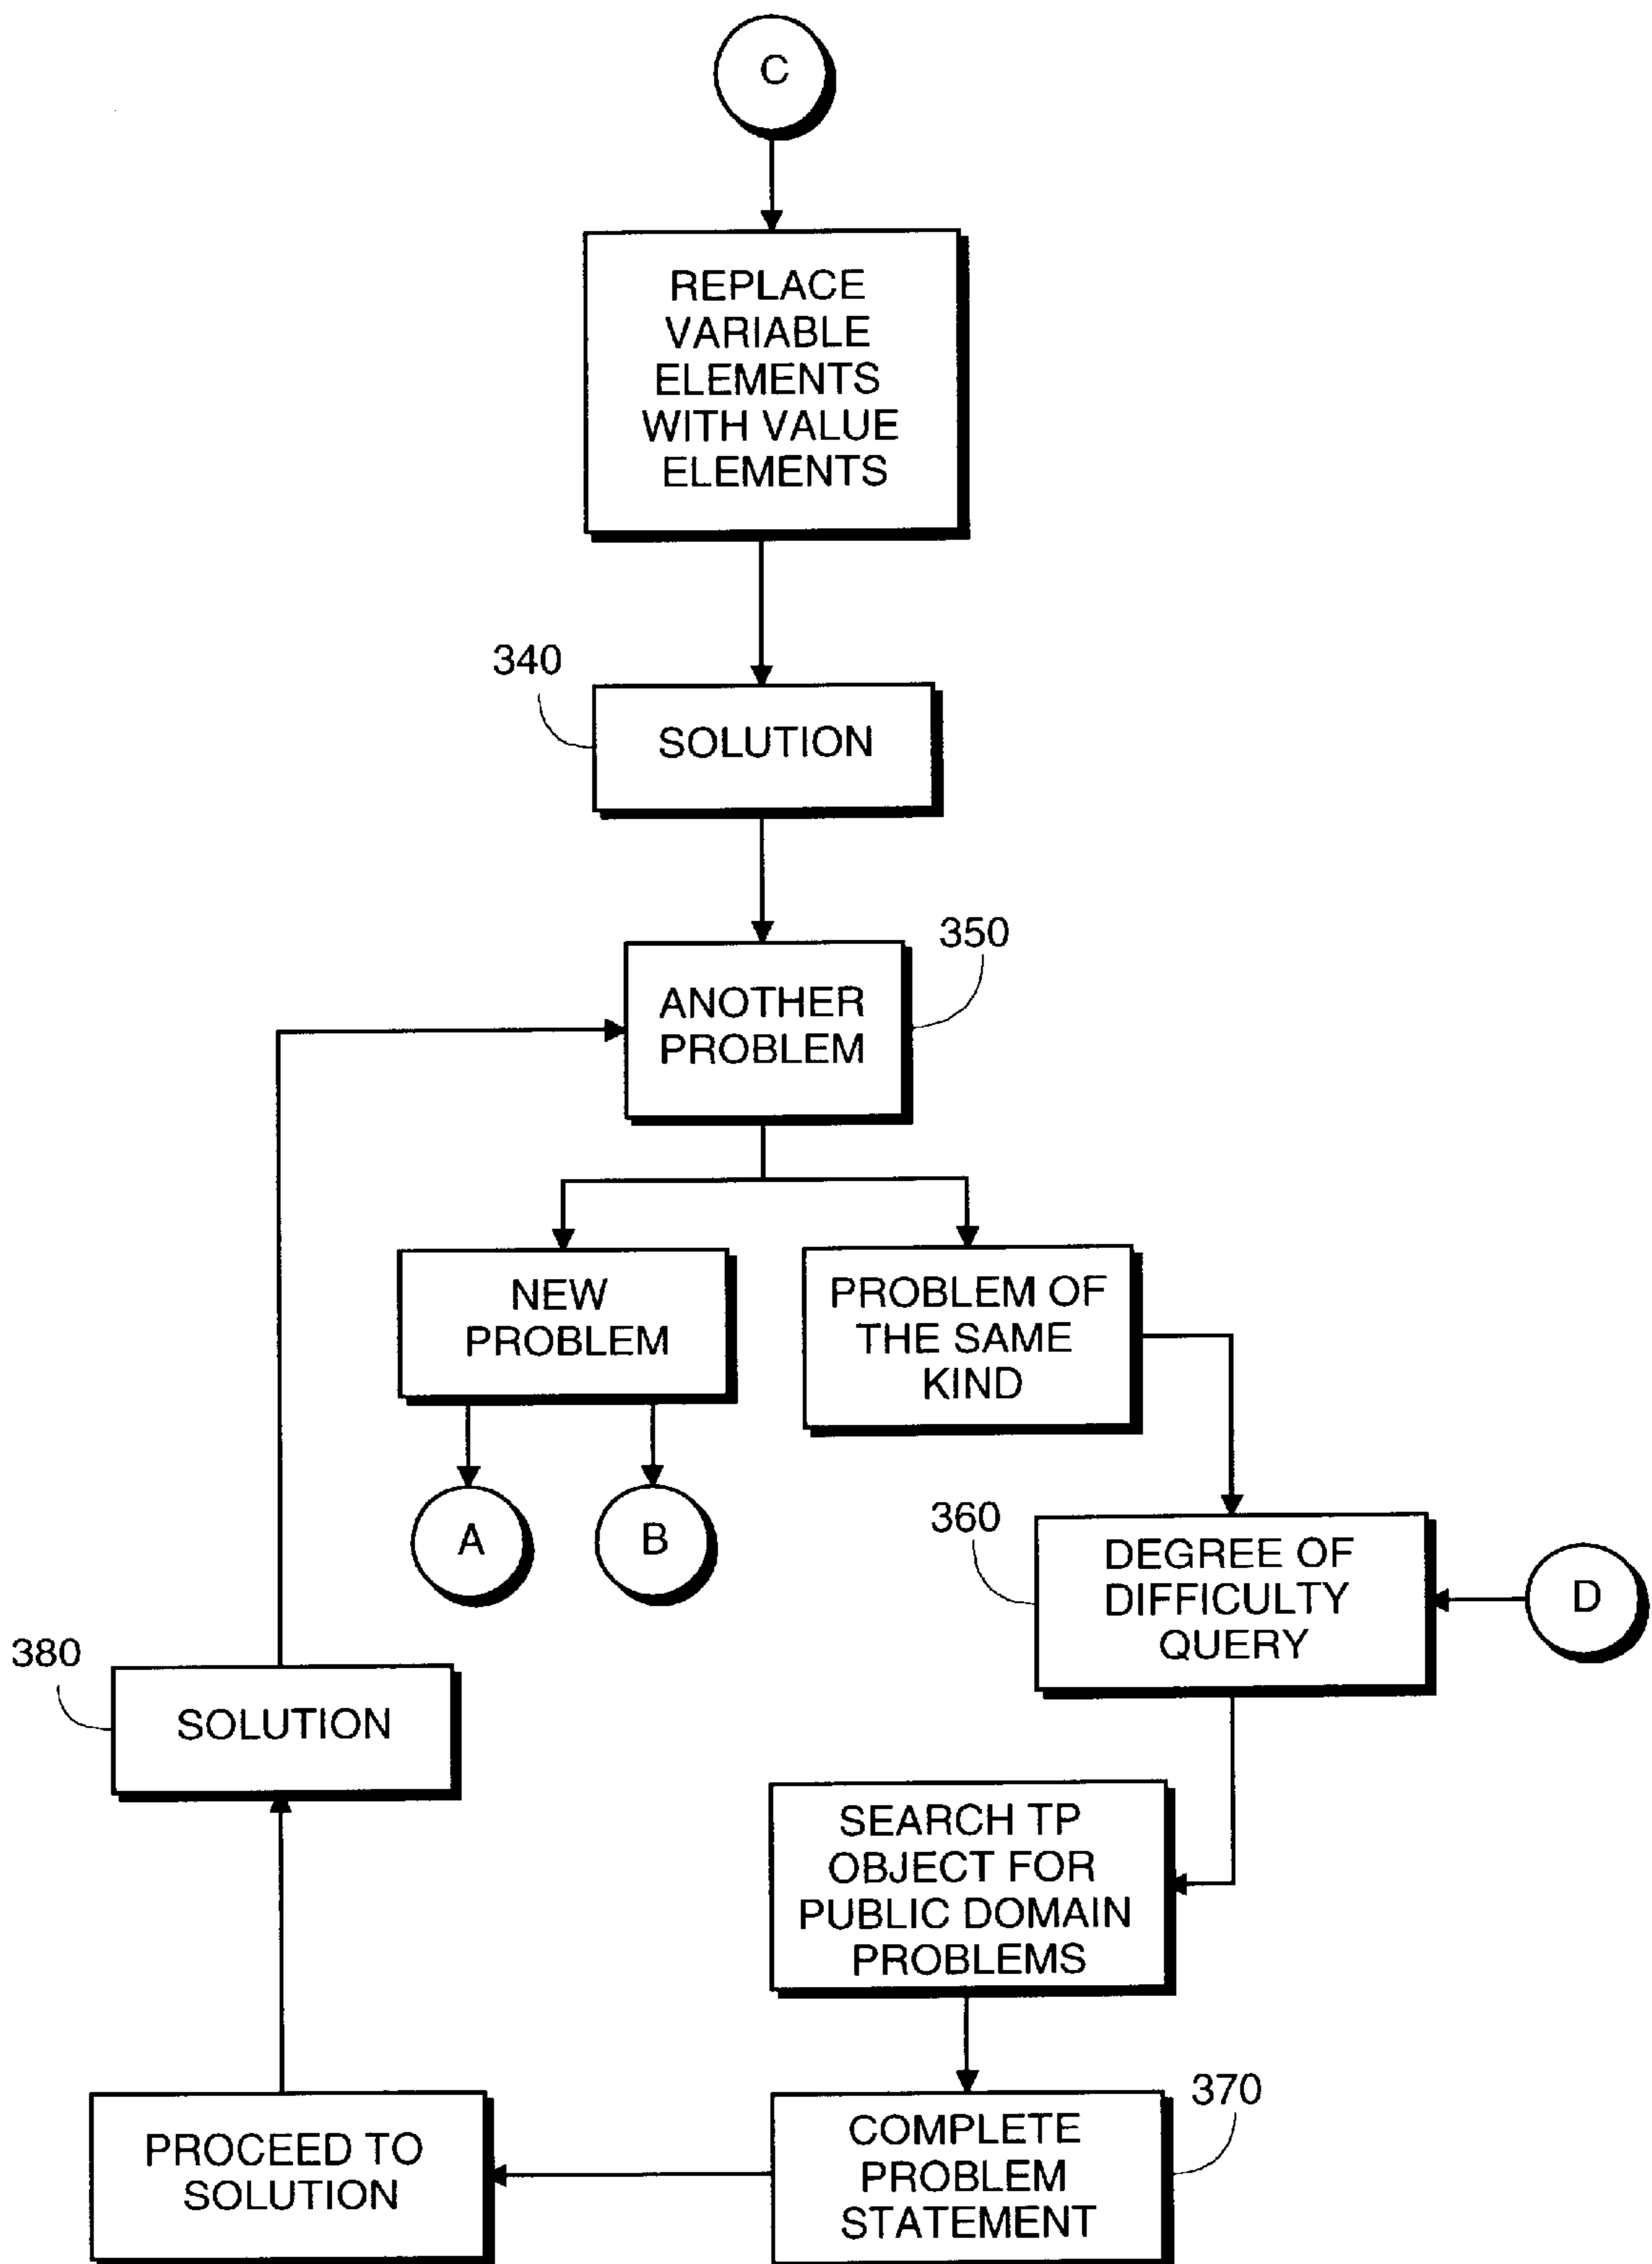 C
REPLACE
VARIABLE
ELEMENTS
WITH VALUE
ELEMENTS
340
SOLUTION
350
ANOTHER
PROBLEM
NEW
PROBLEM
PROBLEM OF
THE SAME
KIND
A
B
360
DEGREE OF
DIFFICULTY
QUERY
D
380
SOLUTION
SEARCH TP
OBJECT FOR
PUBLIC DOMAIN
PROBLEMS
370
COMPLETE
PROBLEM
STATEMENT
PROCEED TO
SOLUTION